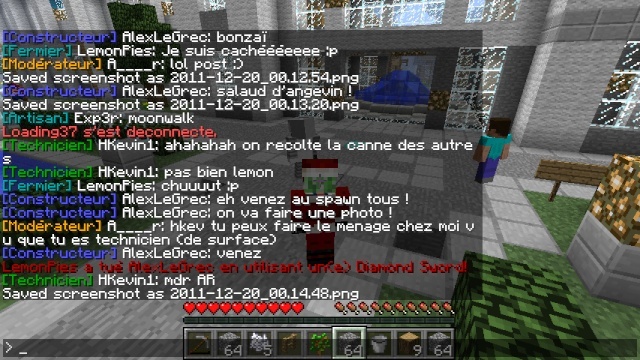 [Constructeur] AlexLeGrec: bonzaï
[Fermier] LemonPies: Je suis cachéééeeee :p
[Modérateur] A____r: lol post :)
Saved screenshot as 2011-12-20_00.12.54.png
[Constructeur] AlexLeGrec: salaud d'angevin !
Saved screenshot as 2011-12-20_00.13.20.png
[Artisan] Exp3r: moonwalk
Loading37 s'est deconnecte.
[Technicien] HKevin1: ahahahah on recolte la canne des autre
s
[Technicien] HKevin1: pas bien lemon
[Fermier] LemonPies: chuuuut :p
[Constructeur] AlexLeGrec: eh venez au spawn tous !
[Constructeur] AlexLeGrec: on va faire une photo !
[Modérateur] A____r: hkev tu peux faire le menage chez moi v
u que tu es technicien (de surface)
[Constructeur] AlexLeGrec: venez
LemonPies a tué AlexLeGrec en utilisant un(e) Diamond Sword
[Technicien] HKevin1: mdr AA
Saved screenshot as 2011-12-20_00.14.48.png
64 5 64 9 64
> _